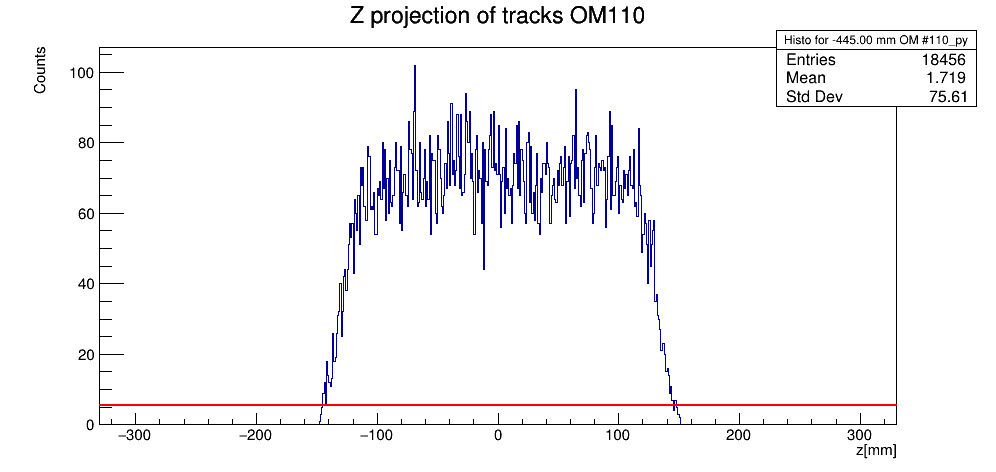 Z projection of tracks OM110
Histo for -445.00 mm OM #110_py
Entries 18456
Mean 1.719
Std Dev 75.61
Counts
100
80
60
40
20
0
−300 −200 −100 0 100 200 300
z[mm]